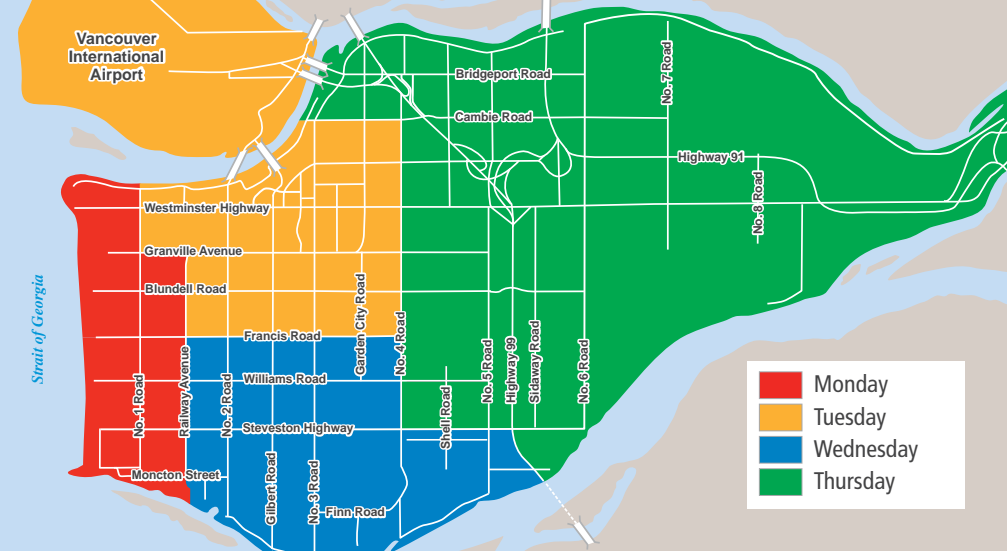 Vancouver
International
Airport
Bridgeport Road
No. 7 Road
Cambie Road
Highway 91
No. 8 Road
Westminster Highway
Granville Avenue
Blundell Road
Strait of Georgia
Garden City Road
No. 4 Road
Francis Road
No. 5 Road
Highway 99
Sidaway Road
No. 6 Road
Williams Road
No. 1 Road
Railway Avenue
No. 2 Road
Shell Road
Steveston Highway
Moncton Street
Gilbert Road
No. 3 Road
Finn Road
Monday
Tuesday
Wednesday
Thursday